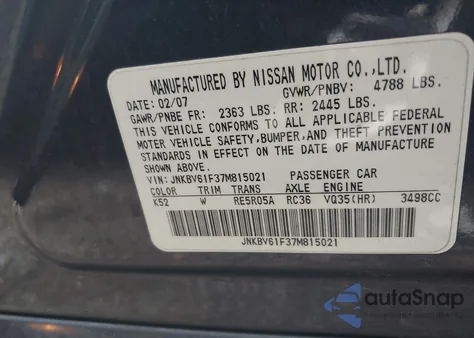 MANUFACTURED BY NISSAN MOTOR CO.,LTD.
DATE: 02/07 GVWR/PNBV: 4788 LBS.
GAWR/PNBE FR: 2363 LBS. RR: 2445 LBS.
THIS VEHICLE CONFORMS TO ALL APPLICABLE FEDERAL
MOTOR VEHICLE SAFETY,BUMPER,AND THEFT PREVENTION
STANDARDS IN EFFECT ON THE DATE OF MANUFACTURE
SHOWN ABOVE.
VIN: JNKBV61F37M815021 PASSENGER CAR
COLOR TRIM TRANS AXLE ENGINE
K52 W RE5R05A RC36 VQ35(HR) 3498CC
JNKBV61F37M815021
autoSnap